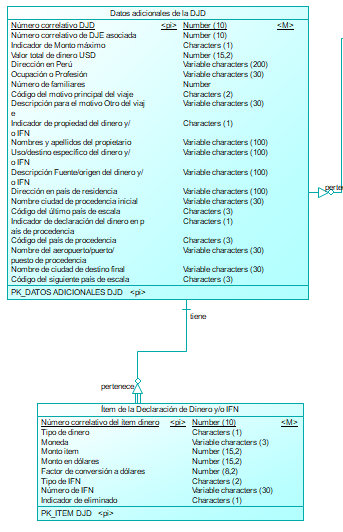 Datos adicionales de la DJD
Número correlativo DJD <pi> Number (10) <M>
Número correlativo de DJE asociada Number (10)
Indicador de Monto máximo Characters (1)
Valor total de dinero USD Number (15,2)
Dirección en Perú Variable characters (200)
Ocupación o Profesión Variable characters (30)
Número de familiares Number
Código del motivo principal del viaje Characters (2)
Descripción para el motivo Otro del viaj Variable characters (30)
e
Indicador de propiedad del dinero y/ Characters (1)
o IFN
Nombres y apellidos del propietario Variable characters (100)
Uso/destino específico del dinero y/ Variable characters (100)
o IFN
Descripción Fuente/origen del dinero y/ Variable characters (100)
o IFN
Dirección en país de residencia Variable characters (100)
Nombre ciudad de procedencia inicial Variable characters (30)
Código del último país de escala Characters (3)
Indicador de declaración del dinero en p Characters (1)
aís de procedencia
Código del país de procedencia Characters (3)
Nombre del aeropuerto/puerto/ Variable characters (30)
puesto de procedencia
Nombre de ciudad de destino final Variable characters (30)
Código del siguiente país de escala Characters (3)
PK_DATOS ADICIONALES DJD <pi>
perte
tiene
pertenece
Ítem de la Declaración de Dinero y/o IFN
Número correlativo del ítem dinero <pi> Number (10) <M>
Tipo de dinero Characters (1)
Moneda Variable characters (3)
Monto item Number (15,2)
Monto en dólares Number (15,2)
Factor de conversión a dólares Number (8,2)
Tipo de IFN Characters (2)
Número de IFN Variable characters (30)
Indicador de eliminado Characters (1)
PK_ITEM DJD <pi>